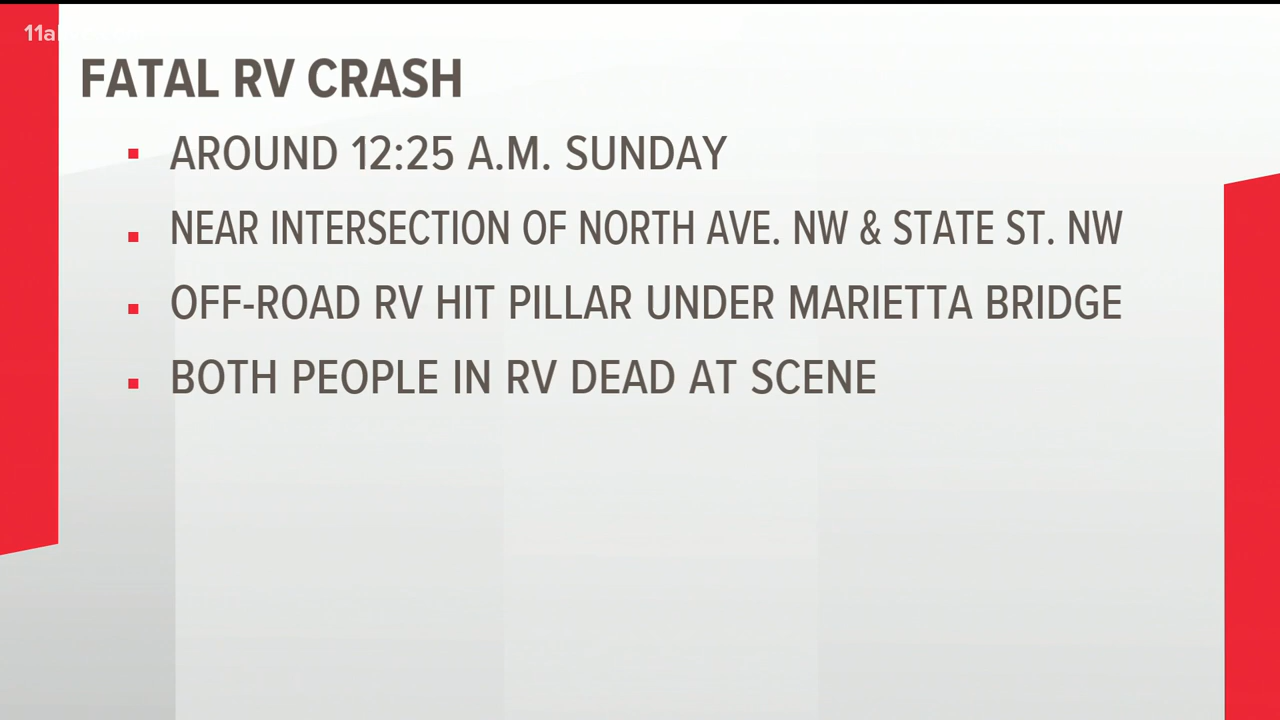 FATAL RV CRASH
AROUND 12:25 A.M. SUNDAY
NEAR INTERSECTION OF NORTH AVE. NW & STATE ST. NW
OFF-ROAD RV HIT PILLAR UNDER MARIETTA BRIDGE
BOTH PEOPLE IN RV DEAD AT SCENE